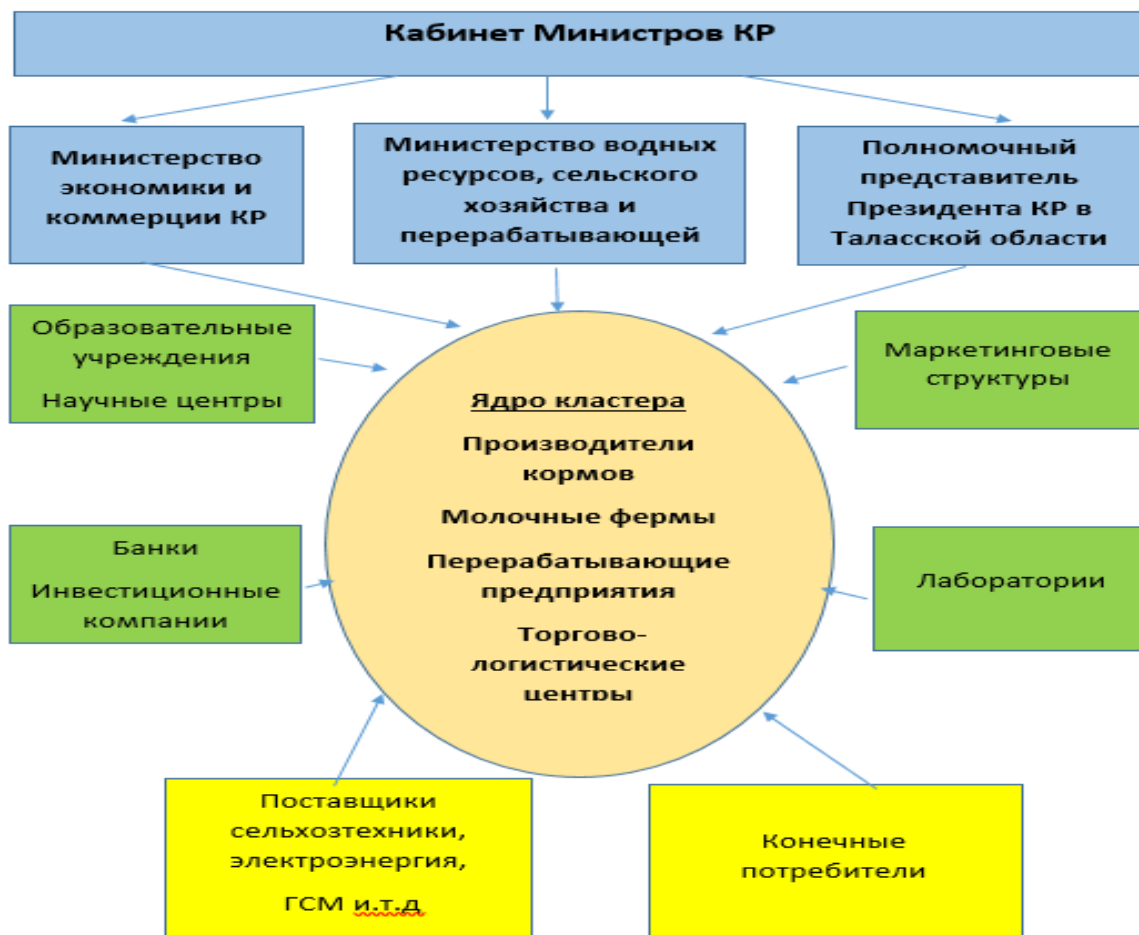 Кабинет Министров КР
Министерство
экономики и
коммерции КР
Министерство водных
ресурсов, сельского
хозяйства и
перерабатывающей
Полномочный
представитель
Президента КР в
Таласской области
Образовательные
учреждения
Научные центры
Маркетинговые
структуры
Ядро кластера
Производители
кормов
Молочные фермы
Перерабатывающие
предприятия
Торгово-
логистические
центры
Банки
Инвестиционные
компании
Лаборатории
Поставщики
сельхозтехники,
электроэнергия,
ГСМ и.т.д
Конечные
потребители